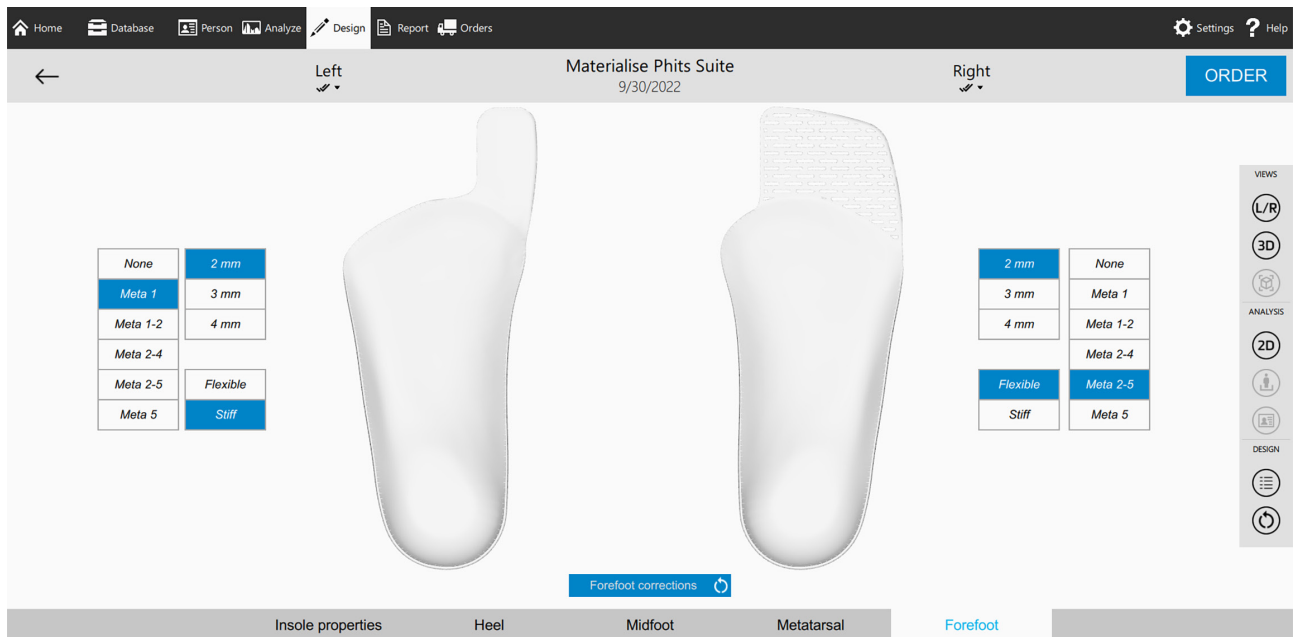 Home Database Person Analyze Design Report Orders Settings ? Help
Left Materialise Phits Suite Right ORDER
9/30/2022
VIEWS
L/R
3D
None 2 mm 2 mm None
Meta 1 3 mm 3 mm Meta 1
ANALYSIS
Meta 1-2 4 mm 4 mm Meta 1-2
2D
Meta 2-4 Meta 2-4
Meta 2-5 Flexible Flexible Meta 2-5
Meta 5 Stiff Stiff Meta 5
DESIGN
Forefoot corrections
Insole properties Heel Midfoot Metatarsal Forefoot